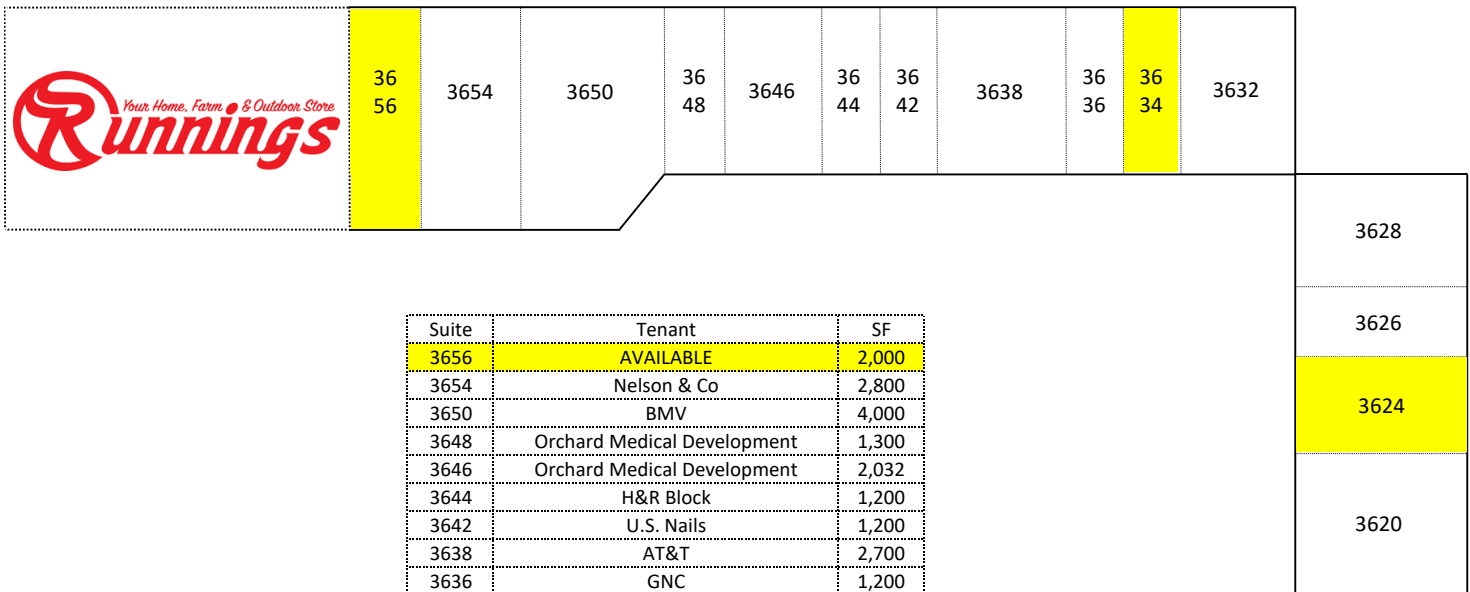 Your Home, Farm & Outdoor Store
Runnings
36
56
3654
3650
36
48
3646
36
44
36
42
3638
36
36
36
34
3632
3628
3626
3624
3620
Suite Tenant SF
3656 AVAILABLE 2,000
3654 Nelson & Co 2,800
3650 BMV 4,000
3648 Orchard Medical Development 1,300
3646 Orchard Medical Development 2,032
3644 H&R Block 1,200
3642 U.S. Nails 1,200
3638 AT&T 2,700
3636 GNC 1,200